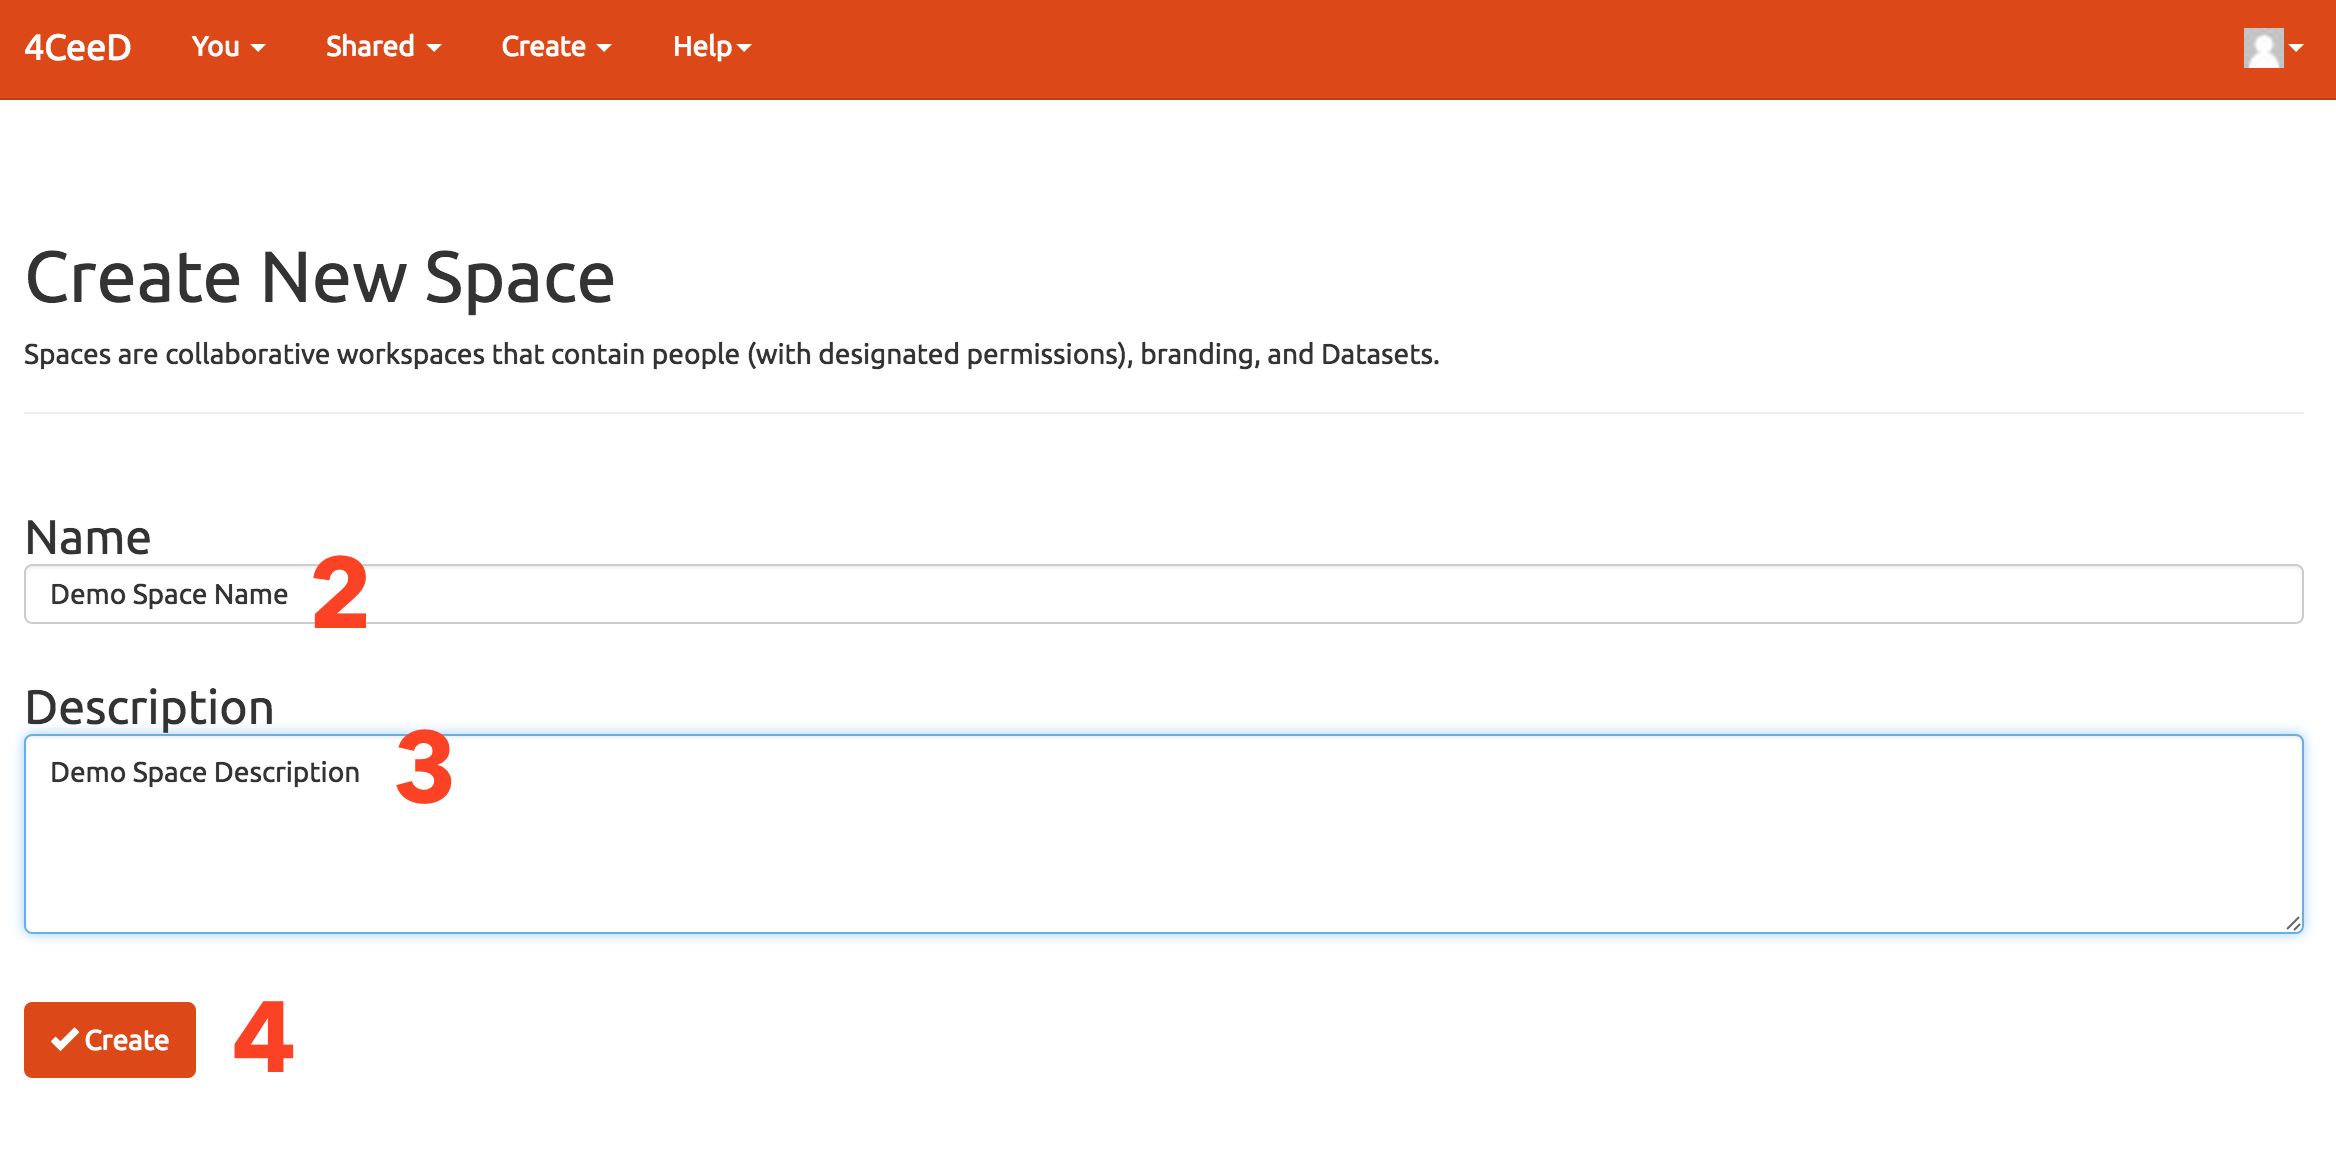 4CeeD You Shared Create Help
Create New Space
Spaces are collaborative workspaces that contain people (with designated permissions), branding, and Datasets.
Name
Demo Space Name 2
Description
Demo Space Description 3
Create 4